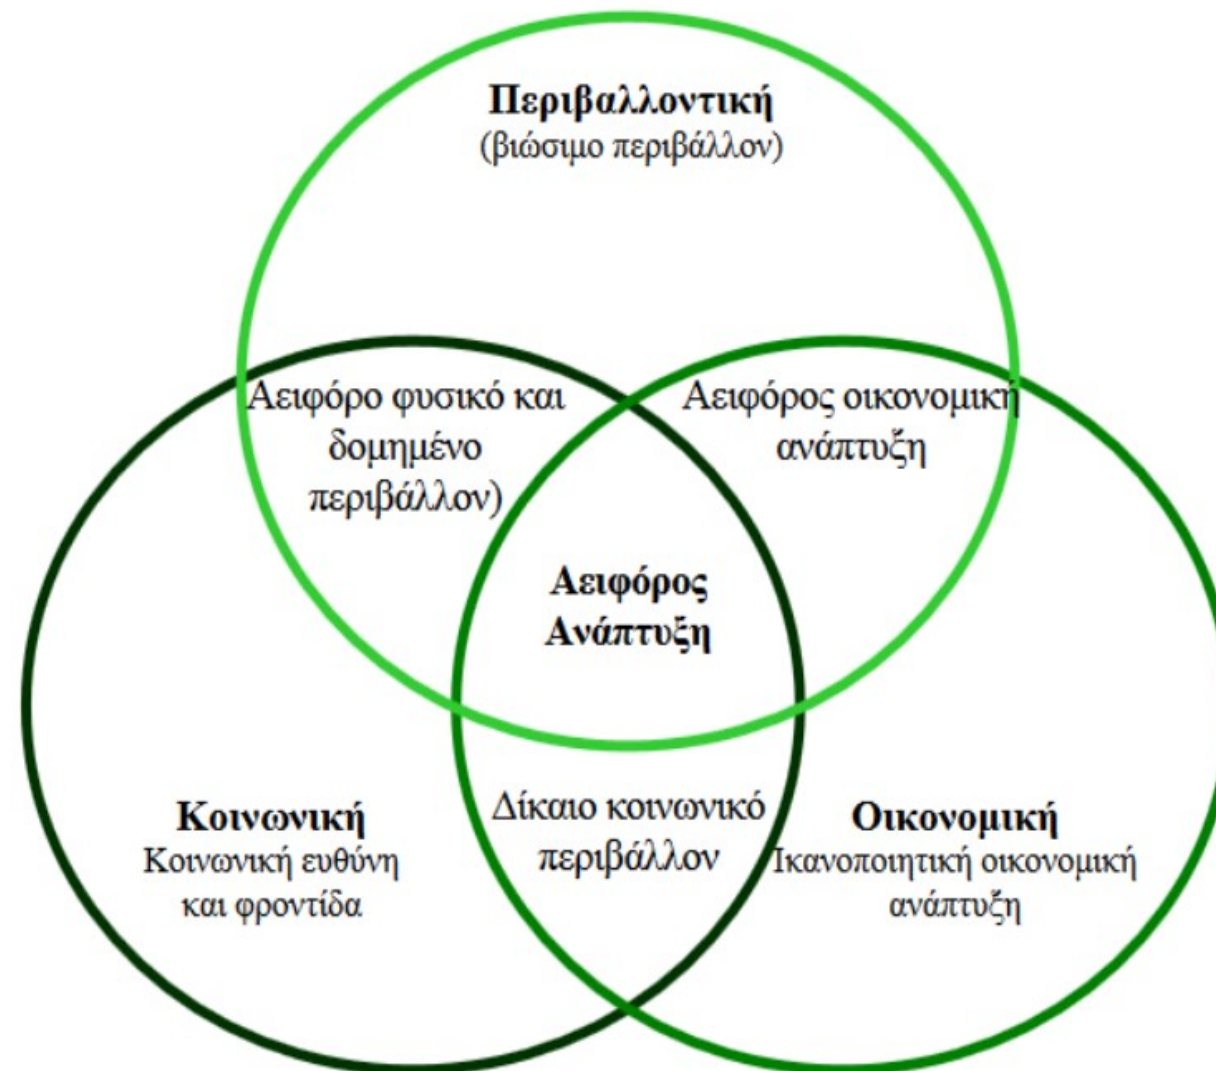 Περιβαλλοντική
(βιώσιμο περιβάλλον)
Αειφόρο φυσικό και
δομημένο
περιβάλλον)
Αειφόρος οικονομική
ανάπτυξη
Αειφόρος
Ανάπτυξη
Κοινωνική
Κοινωνική ευθύνη
και φροντίδα
Δίκαιο κοινωνικό
περιβάλλον
Οικονομική
Ικανοποιητική οικονομική
ανάπτυξη